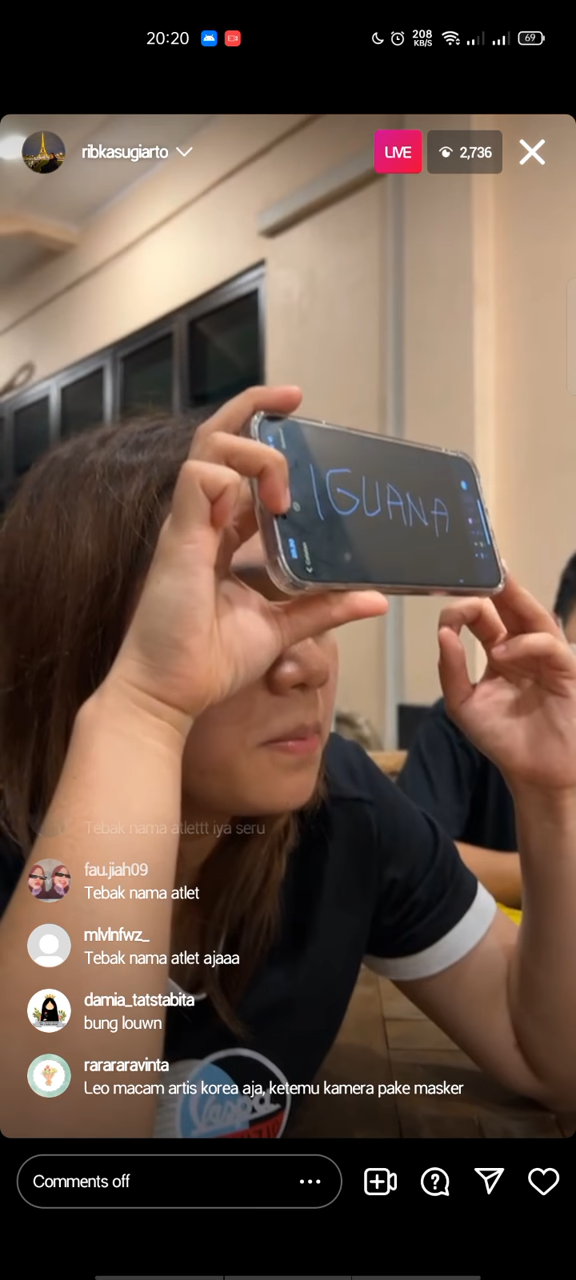 20:20
208
KB/S
69
ribkasugiarto
LIVE
2,736
IGUANA
Tebak nama atlettt iya seru
fau.jiah09
Tebak nama atlet
mlvlnfwz_
Tebak nama atlet ajaaa
damia_tatstabita
bung louwn
rarararavinta
Leo macam artis korea aja, ketemu kamera pake masker
Vespa
Comments off